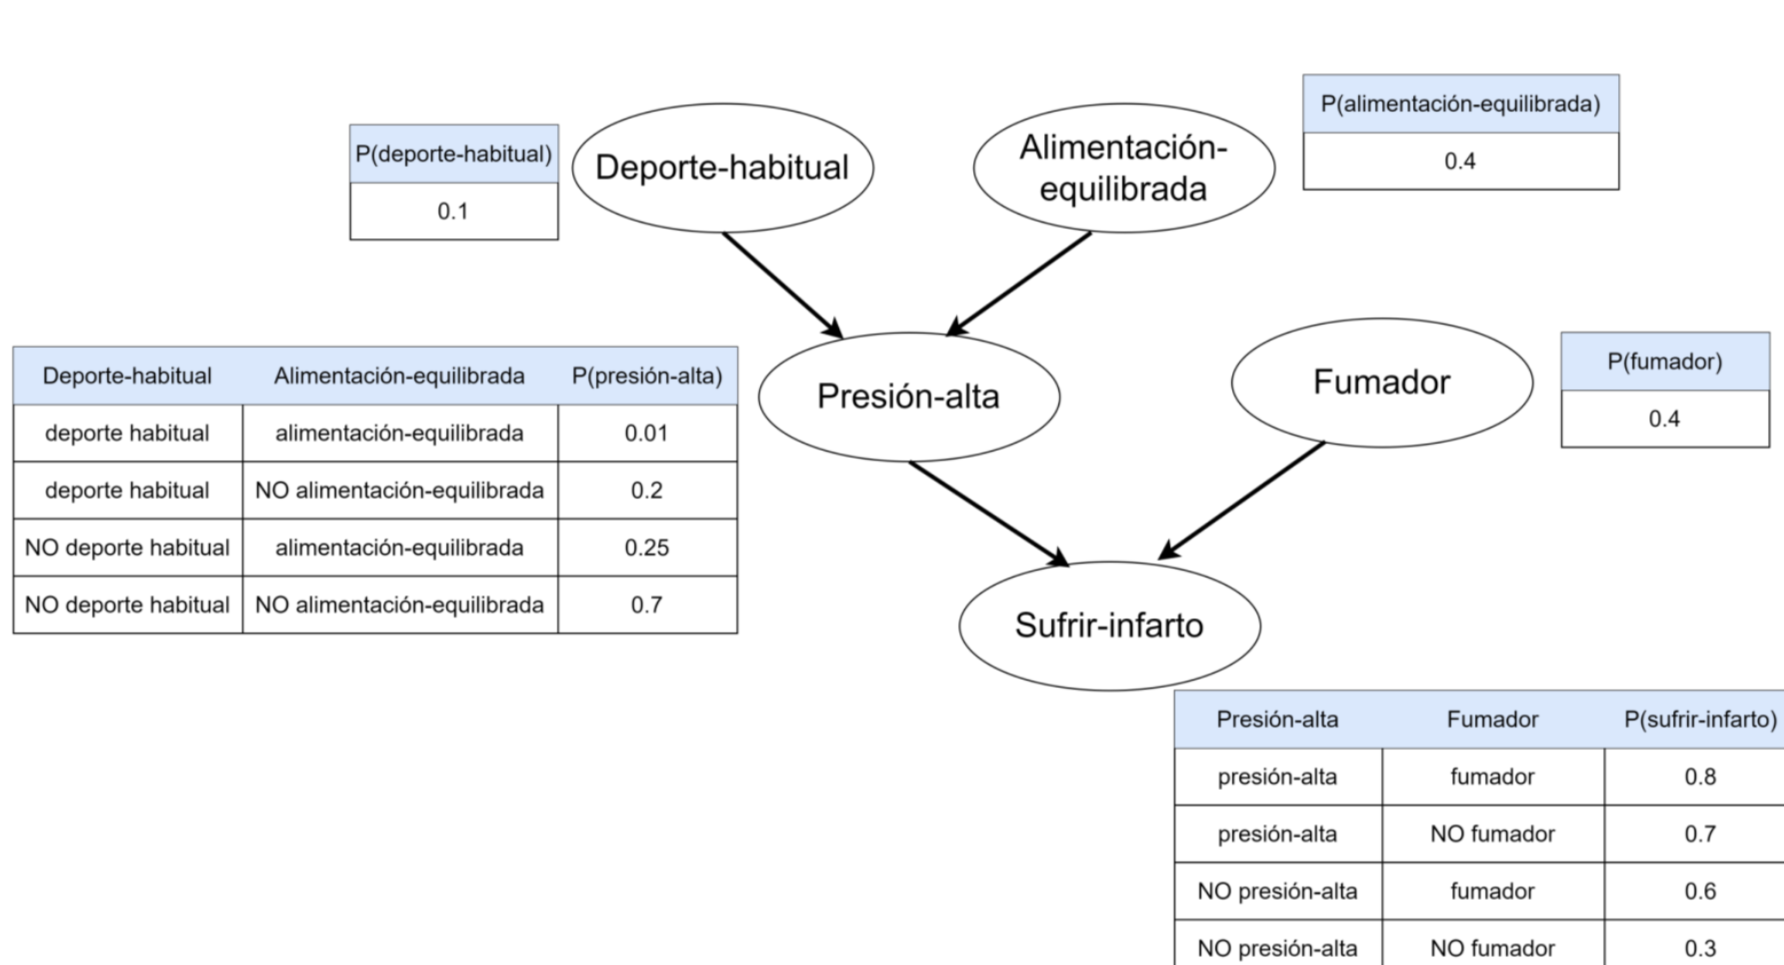 P(deporte-habitual)
0.1
Deporte-habitual
Alimentación-
equilibrada
P(alimentación-equilibrada)
0.4
Deporte-habitual Alimentación-equilibrada P(presión-alta)
deporte habitual alimentación-equilibrada 0.01
deporte habitual NO alimentación-equilibrada 0.2
NO deporte habitual alimentación-equilibrada 0.25
NO deporte habitual NO alimentación-equilibrada 0.7
Presión-alta
Fumador
P(fumador)
0.4
Sufrir-infarto
Presión-alta Fumador P(sufrir-infarto)
presión-alta fumador 0.8
presión-alta NO fumador 0.7
NO presión-alta fumador 0.6
NO presión-alta NO fumador 0.3